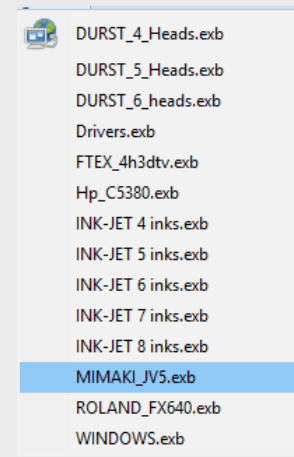 DURST_4_Heads.exb
DURST_5_Heads.exb
DURST_6_heads.exb
Drivers.exb
FTEX_4h3dtv.exb
Hp_C5380.exb
INK-JET 4 inks.exb
INK-JET 5 inks.exb
INK-JET 6 inks.exb
INK-JET 7 inks.exb
INK-JET 8 inks.exb
MIMAKI_JV5.exb
ROLAND_FX640.exb
WINDOWS.exb